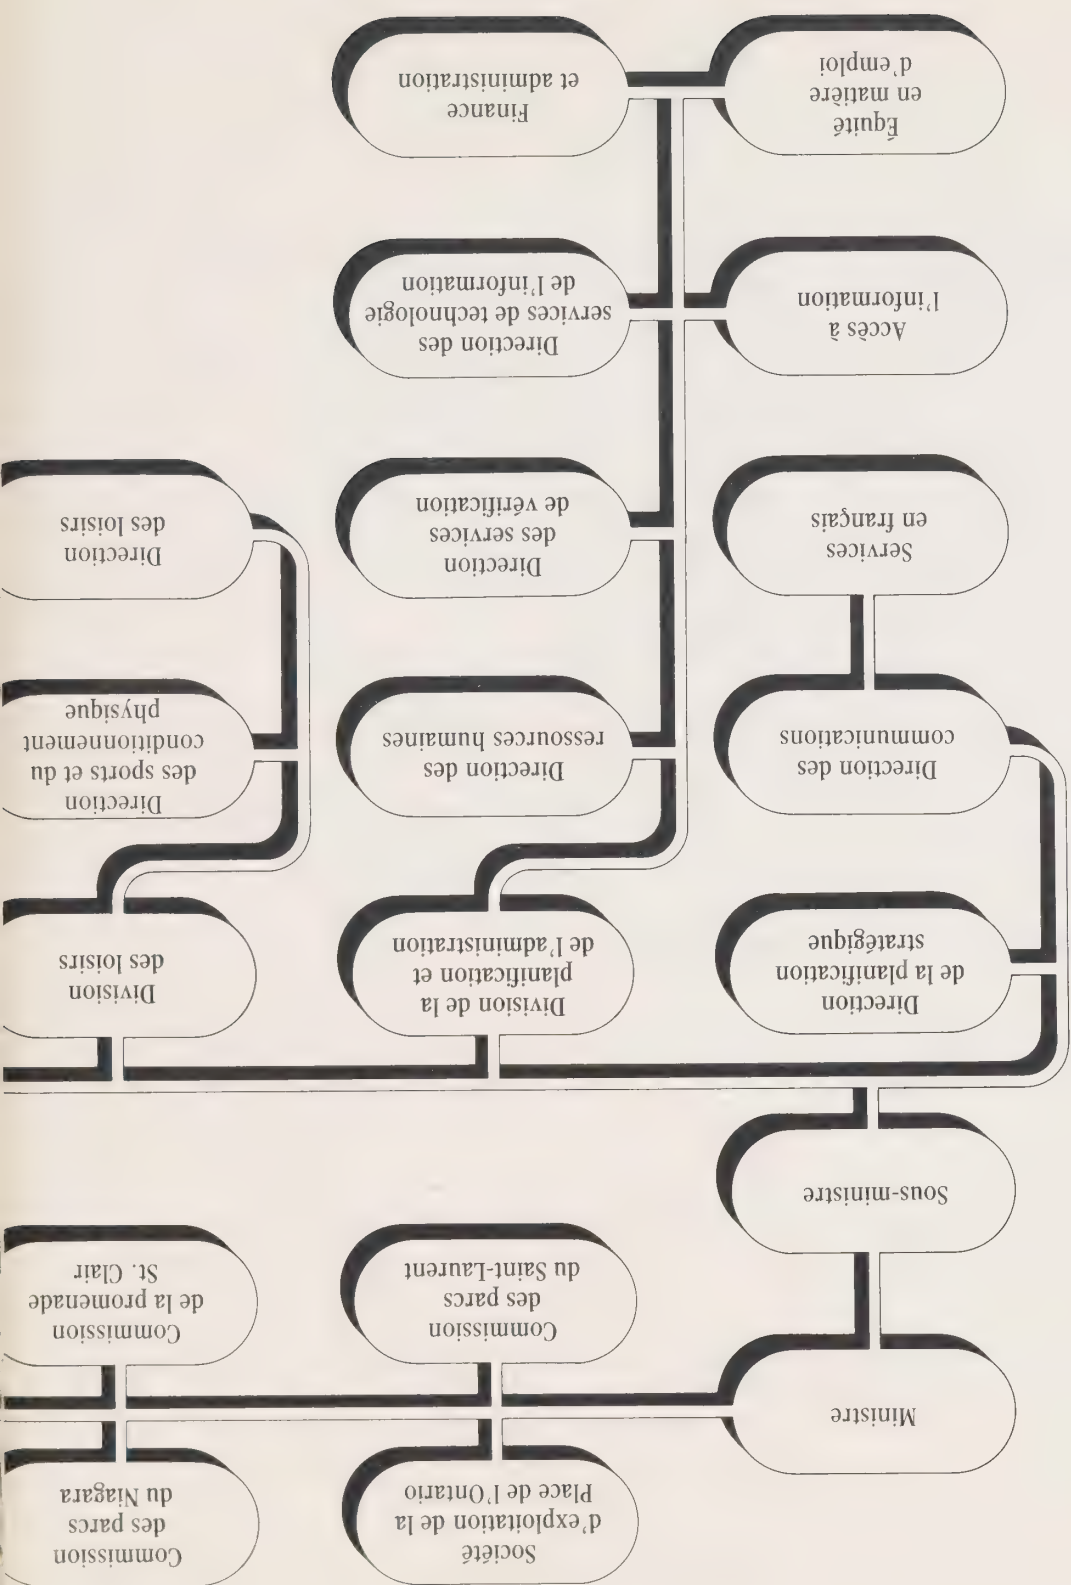 Société
d'exploitation de la
Place de l'Ontario
Commission
des parcs
du Niagara
Ministre
Commission
des parcs
du Saint-Laurent
Commission
de la promenade
St. Clair
Sous-ministre
Direction
de la planification
stratégique
Division de la
planification et
de l'administration
Division
des loisirs
Direction des
communications
Direction des
ressources humaines
Direction
des sports et du
conditionnement
physique
Services
en français
Direction
des services
de vérification
Direction
des loisirs
Accès à
l'information
Direction des
services de technologie
de l'information
Équité
en matière
d'emploi
Finance
et administration